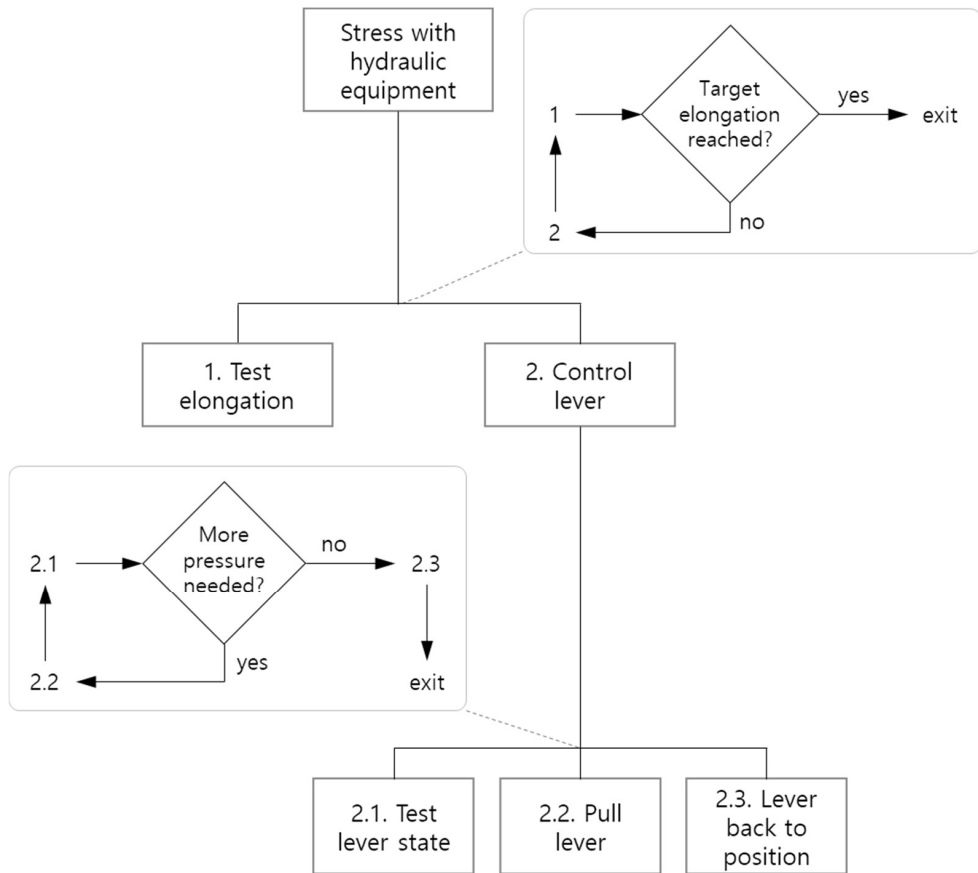 Stress with
hydraulic
equipment
1
Target
elongation
reached?
yes
exit
no
2
1. Test
elongation
2. Control
lever
2.1
More
pressure
needed?
no
2.3
yes
2.2
exit
2.1. Test
lever state
2.2. Pull
lever
2.3. Lever
back to
position